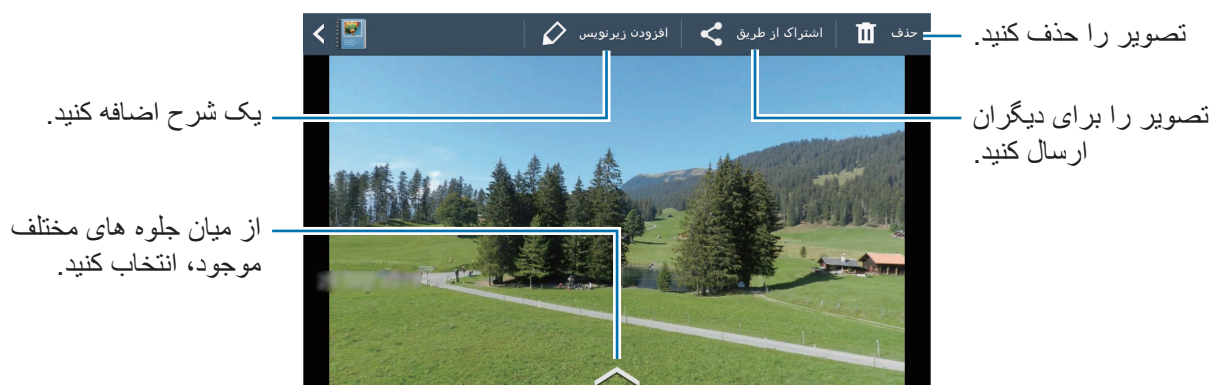 حذف
اشتراک از طریق
افزودن زیرنویس
تصویر را حذف کنید.
تصویر را برای دیگران
ارسال کنید.
یک شرح اضافه کنید.
از میان جلوه های مختلف
موجود، انتخاب کنید.